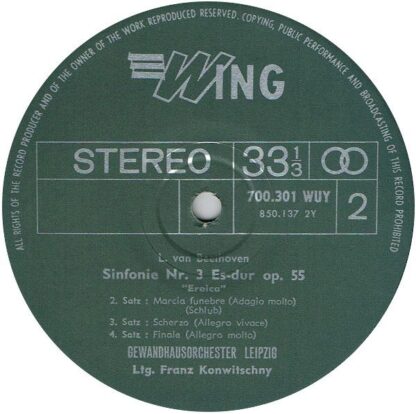 ALL RIGHTS OF THE RECORD PRODUCER AND OF THE OWNER OF THE WORK REPRODUCED RESERVED. COPYING, PUBLIC PERFORMANCE AND BROADCASTING OF THIS RECORD PROHIBITED
WING
STEREO 33 1/3
700.301 WUY
850.137 2Y
2
L. van Beethoven
Sinfonie Nr. 3 Es-dur op. 55
"Eroica"
2. Satz : Marcia funebre (Adagio molto)
(Schluß)
3. Satz : Scherzo (Allegro vivace)
4. Satz : Finale (Allegro molto)
GEWANDHAUSORCHESTER LEIPZIG
Ltg. Franz Konwitschny